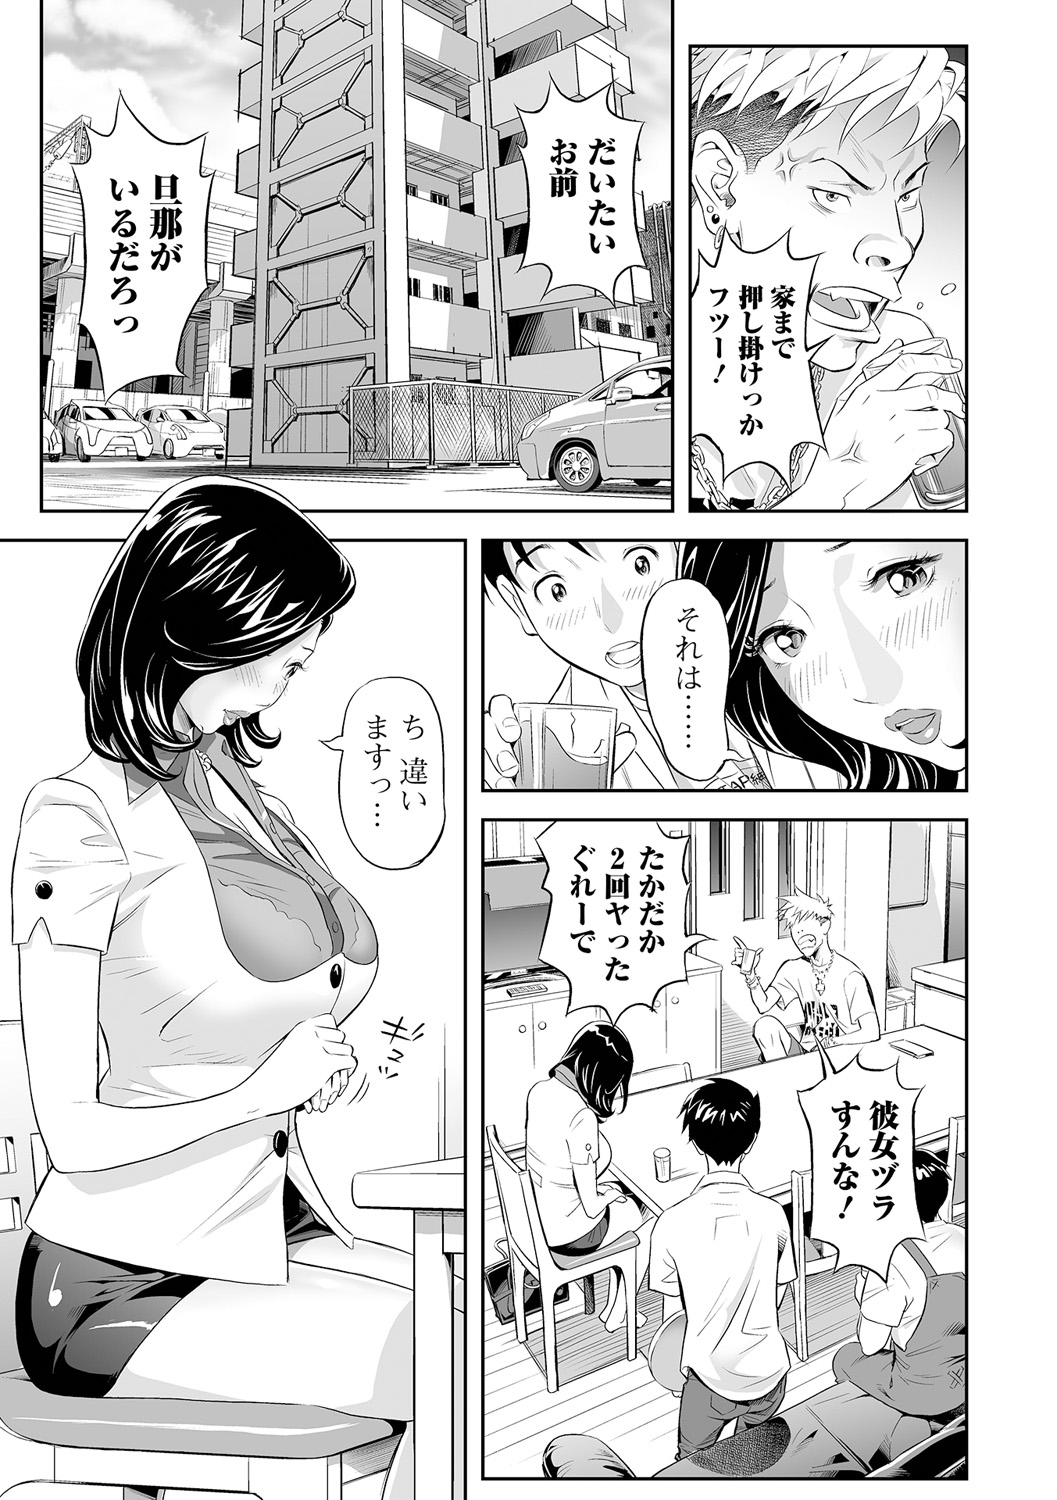 家まで
押し掛けっか
フツー！
だいたい
お前
旦那が
いるだろっ
それは……
たかだか
2回ヤった
ぐれーで
彼女ヅラ
すんな！
ち 違い
ますっ…
キュ